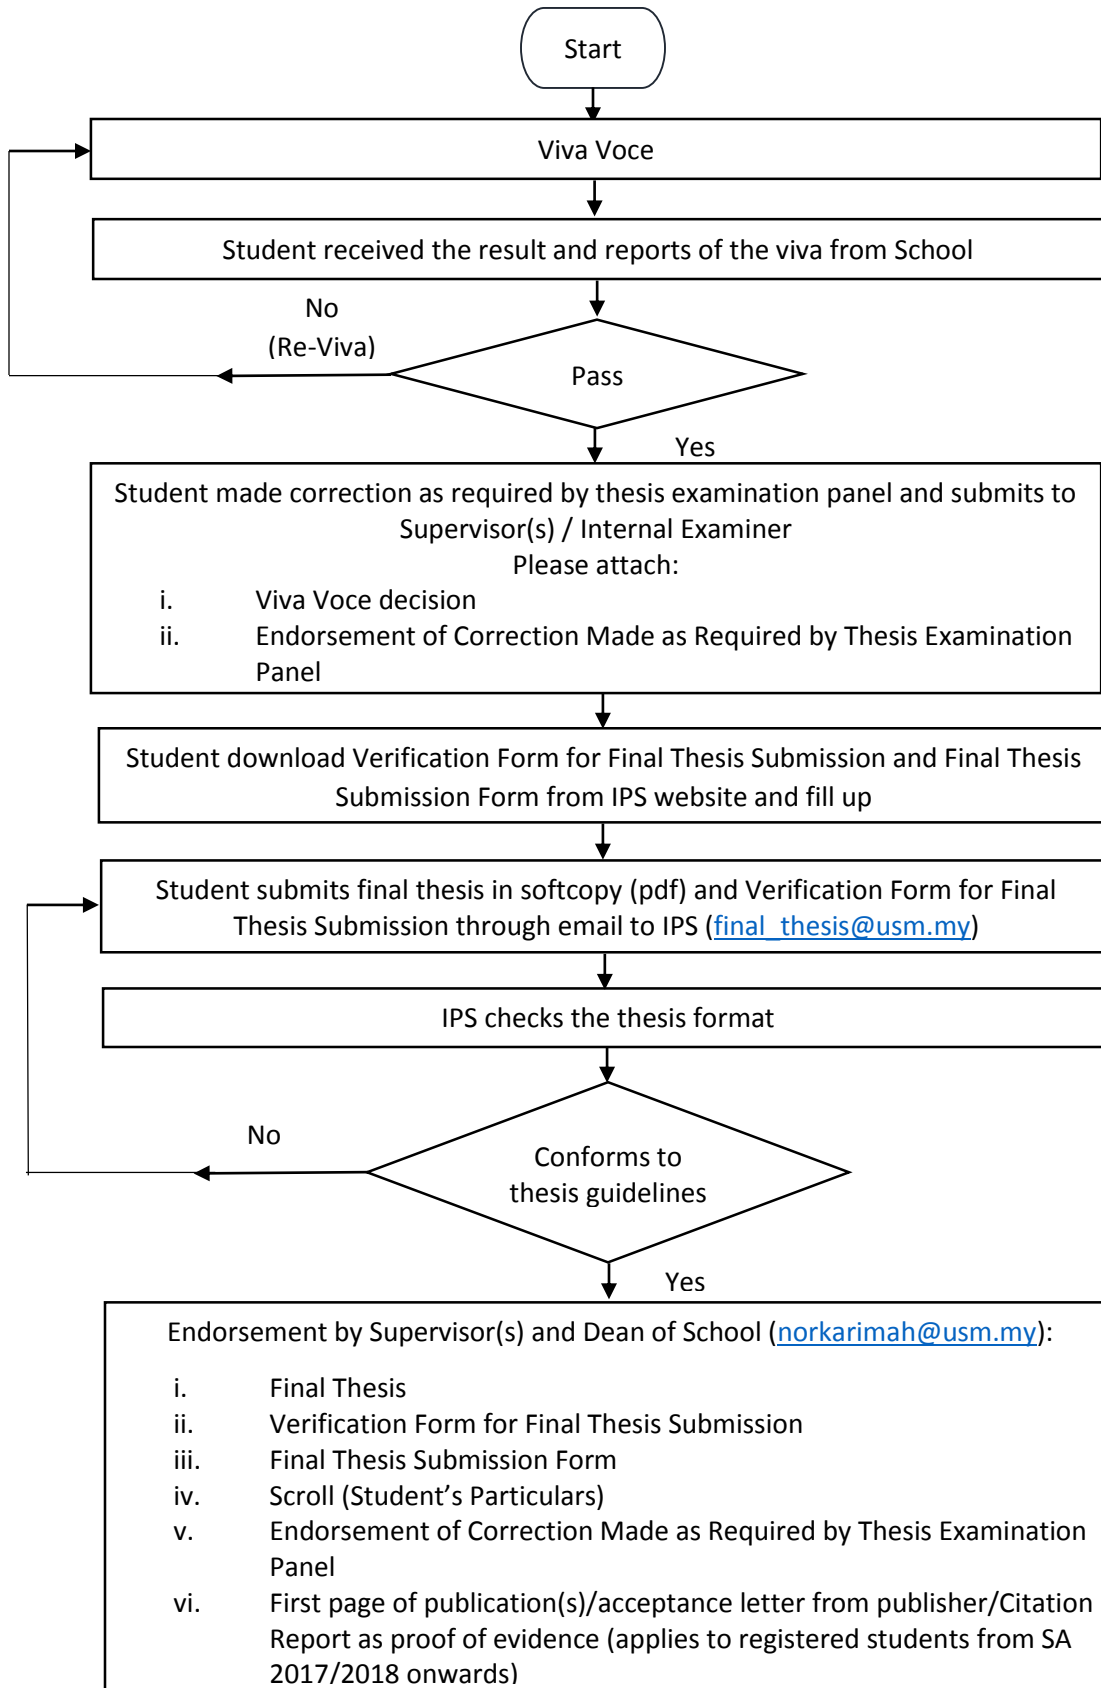 Start
Viva Voce
Student received the result and reports of the viva from School
No
(Re-Viva)
Pass
Yes
Student made correction as required by thesis examination panel and submits to
Supervisor(s) / Internal Examiner
Please attach:
i. Viva Voce decision
ii. Endorsement of Correction Made as Required by Thesis Examination
Panel
Student download Verification Form for Final Thesis Submission and Final Thesis
Submission Form from IPS website and fill up
Student submits final thesis in softcopy (pdf) and Verification Form for Final
Thesis Submission through email to IPS (final_thesis@usm.my)
IPS checks the thesis format
No
Conforms to
thesis guidelines
Yes
Endorsement by Supervisor(s) and Dean of School (norkarimah@usm.my):
i. Final Thesis
ii. Verification Form for Final Thesis Submission
iii. Final Thesis Submission Form
iv. Scroll (Student’s Particulars)
v. Endorsement of Correction Made as Required by Thesis Examination
Panel
vi. First page of publication(s)/acceptance letter from publisher/Citation
Report as proof of evidence (applies to registered students from SA
2017/2018 onwards)